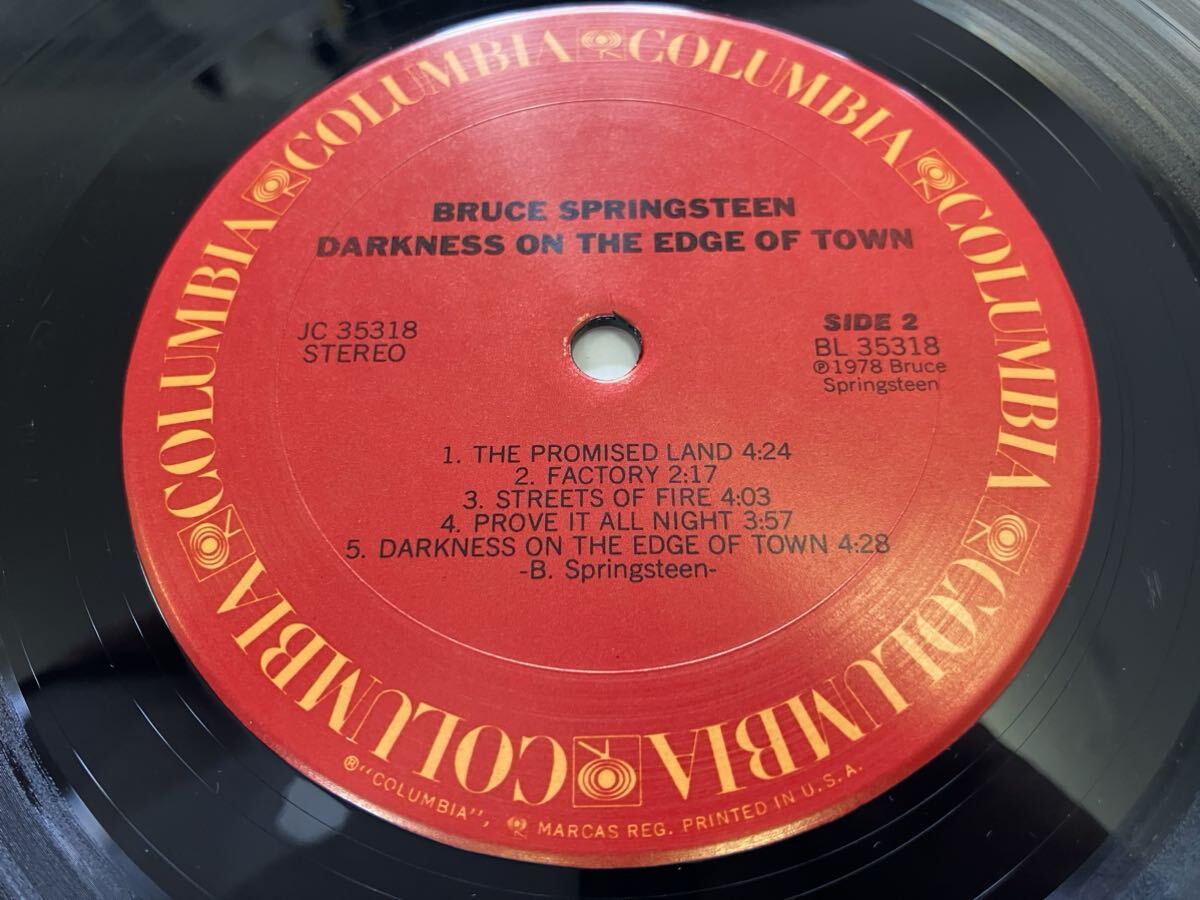 COLUMBIA COLUMBIA COLUMBIA COLUMBIA COLUMBIA COLUMBIA
BRUCE SPRINGSTEEN
DARKNESS ON THE EDGE OF TOWN
JC 35318
STEREO
SIDE 2
BL 35318
℗1978 Bruce
Springsteen
1. THE PROMISED LAND 4:24
2. FACTORY 2:17
3. STREETS OF FIRE 4:03
4. PROVE IT ALL NIGHT 3:57
5. DARKNESS ON THE EDGE OF TOWN 4:28
-B. Springsteen-
®"COLUMBIA", MARCAS REG. PRINTED IN U.S.A.